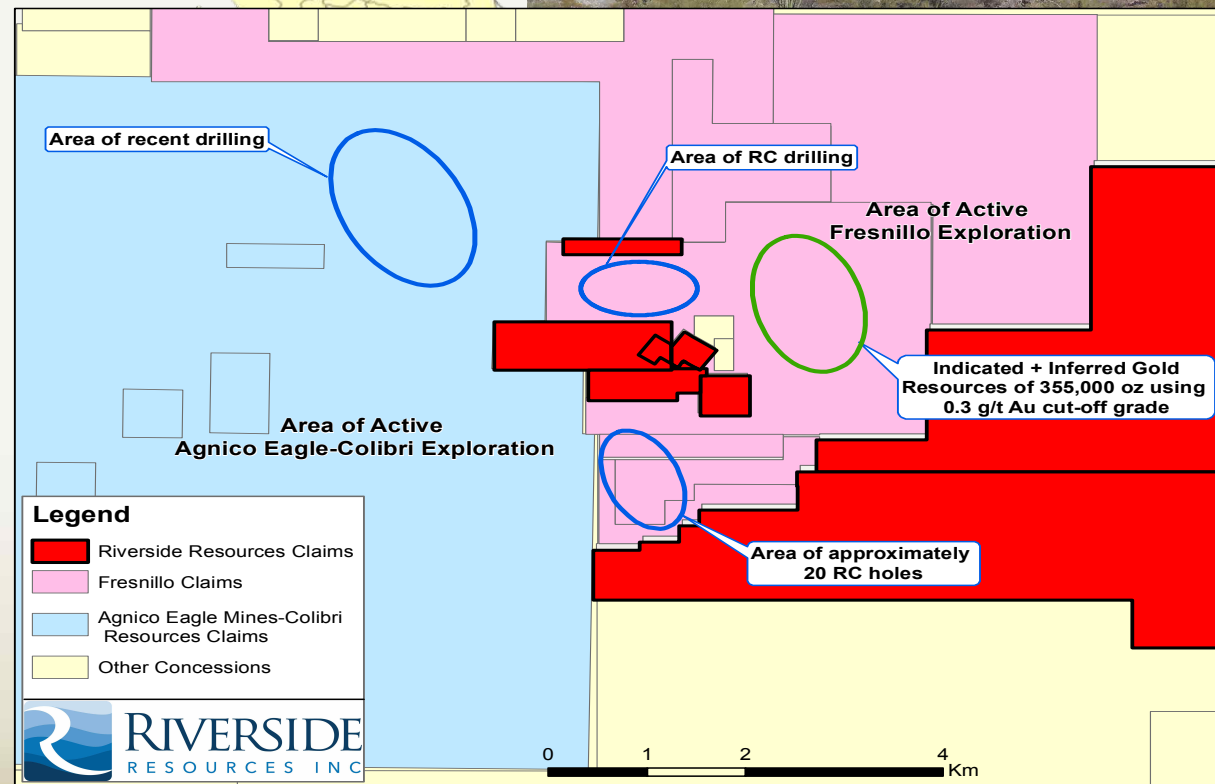 Area of recent drilling
Area of RC drilling
Area of Active
Fresnillo Exploration
Indicated + Inferred Gold
Resources of 355,000 oz using
0.3 g/t Au cut-off grade
Area of Active
Agnico Eagle-Colibri Exploration
Area of approximately
20 RC holes
Legend
Riverside Resources Claims
Fresnillo Claims
Agnico Eagle Mines-Colibri
Resources Claims
Other Concessions
RIVERSIDE
RESOURCES INC
0 1 2 4
Km